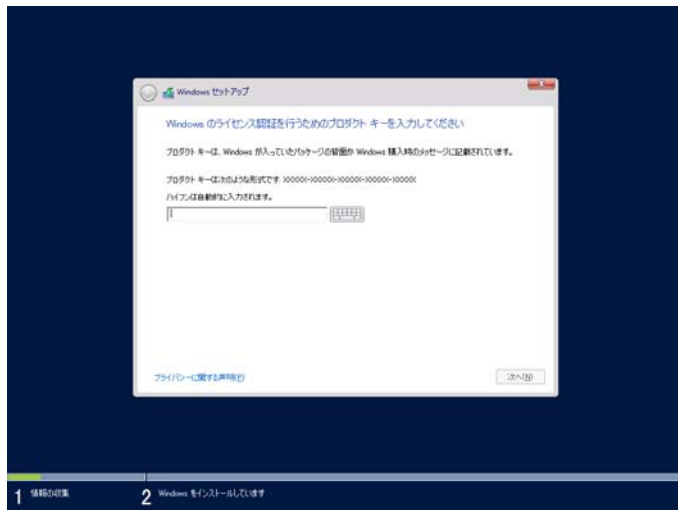 Windows セットアップ
Windows のライセンス認証を行うためのプロダクト キーを入力してください
プロダクト キーは、Windows が入っていたパッケージの背面か Windows 購入時のメッセージに記載されています。
プロダクト キーは次のような形式です: XXXXX-XXXXX-XXXXX-XXXXX-XXXXX
ハイフンは自動的に入力されます。
プライバシーに関する声明(P)
次へ(N)
1 情報の収集
2 Windows をインストールしています